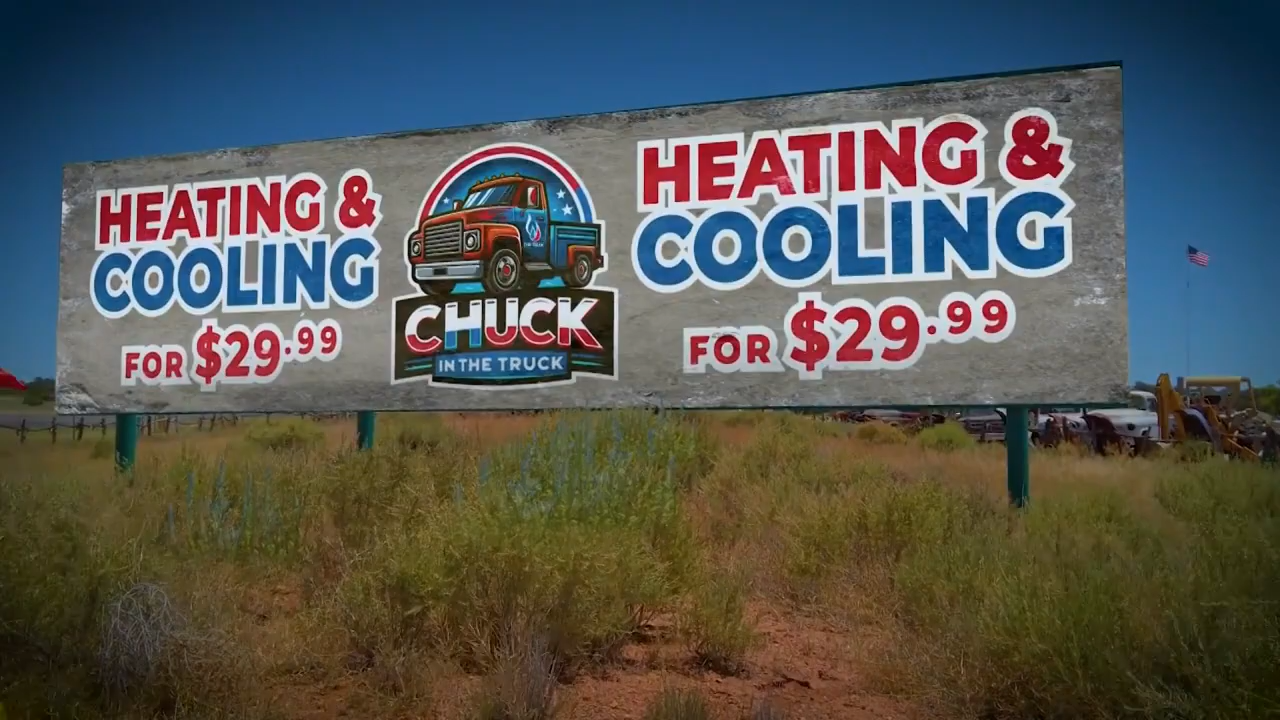 HEATING &
COOLING
FOR $29.99
CHUCK
IN THE TRUCK
HEATING &
COOLING
FOR $29.99